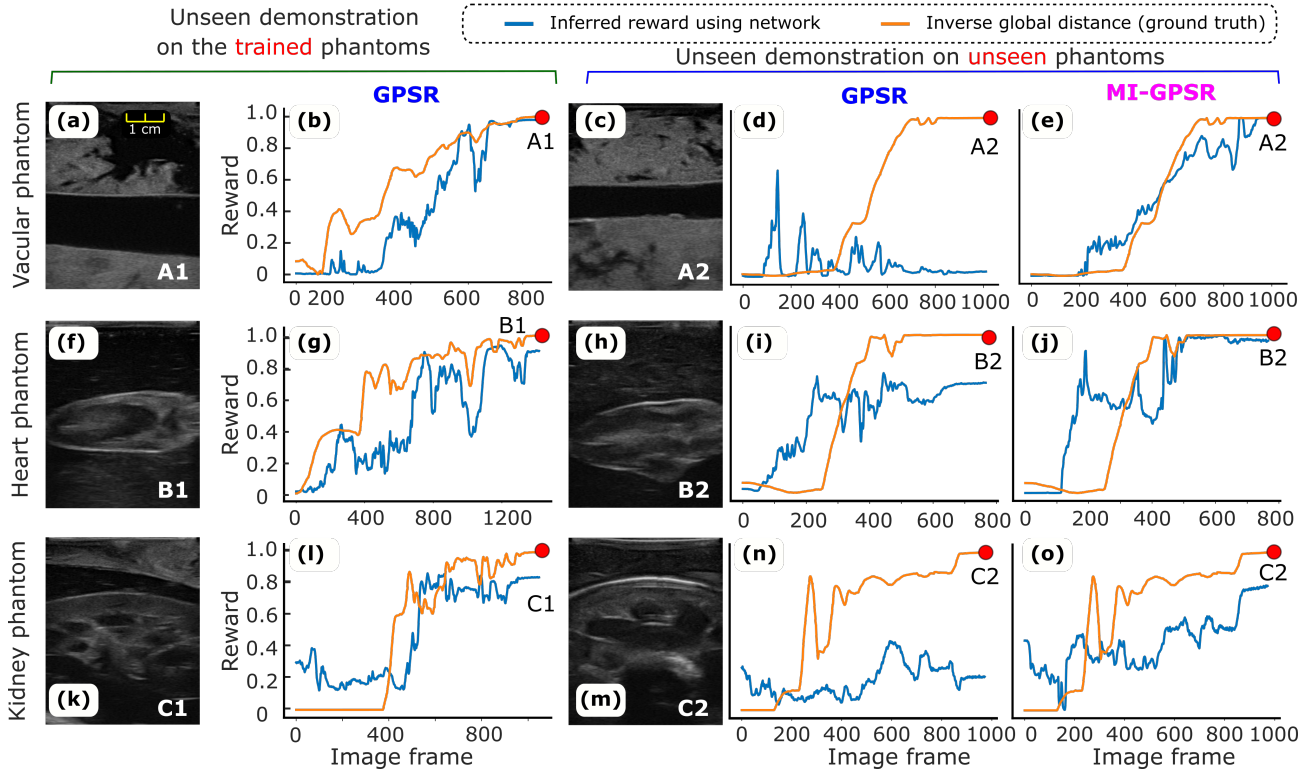 Unseen demonstration
on the trained phantoms
Inferred reward using network
Inverse global distance (ground truth)
Unseen demonstration on unseen phantoms
GPSR
GPSR
MI-GPSR
Vacular phantom
(a)
1 cm
A1
Reward
1.0
0.8
0.6
0.4
0.2
0
(b)
A1
200 400 600 800
(c)
A2
(d)
A2
0 200 400 600 800 1000
(e)
A2
0 200 400 600 800 1000
Heart phantom
(f)
B1
Reward
1.0
0.8
0.6
0.4
0.2
0
(g)
B1
0 400 800 1200
(h)
B2
(i)
B2
0 200 400 600 800
(j)
B2
0 200 400 600 800
Kidney phantom
(k)
C1
Reward
1.0
0.8
0.6
0.4
0.2
0
(l)
C1
400 800
Image frame
(m)
C2
(n)
C2
0 200 400 600 800 1000
Image frame
(o)
C2
0 200 400 600 800 1000
Image frame